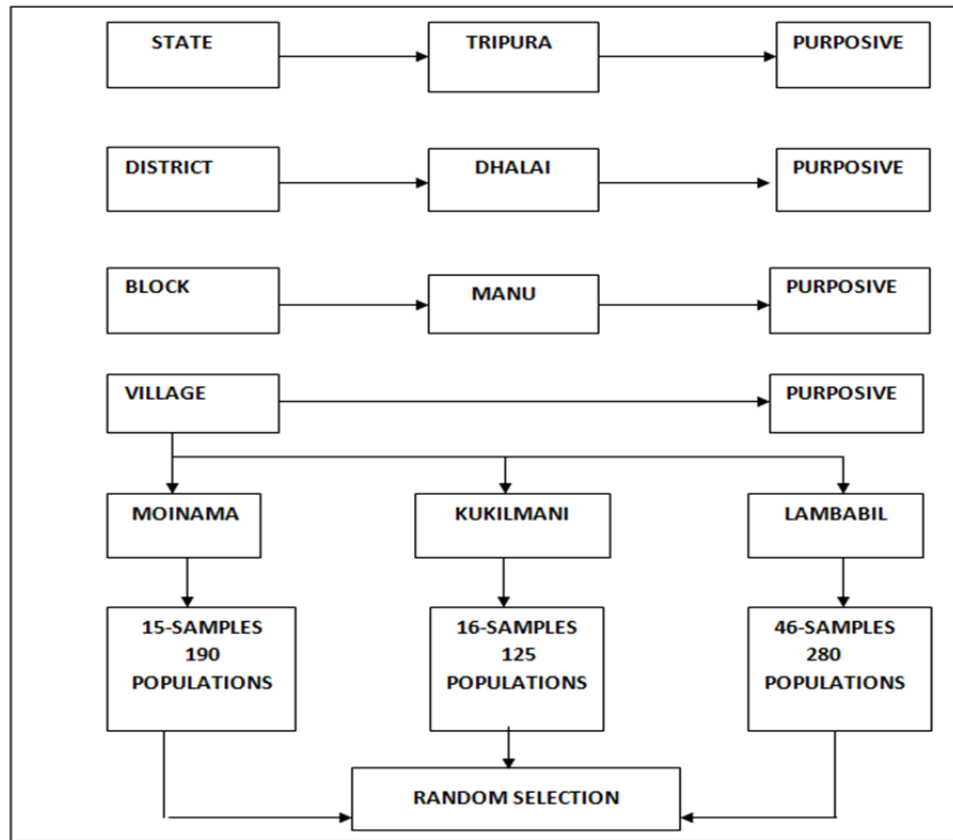 STATE
TRIPURA
PURPOSIVE
DISTRICT
DHALAI
PURPOSIVE
BLOCK
MANU
PURPOSIVE
VILLAGE
PURPOSIVE
MOINAMA
KUKILMANI
LAMBABIL
15-SAMPLES
190
POPULATIONS
16-SAMPLES
125
POPULATIONS
46-SAMPLES
280
POPULATIONS
RANDOM SELECTION